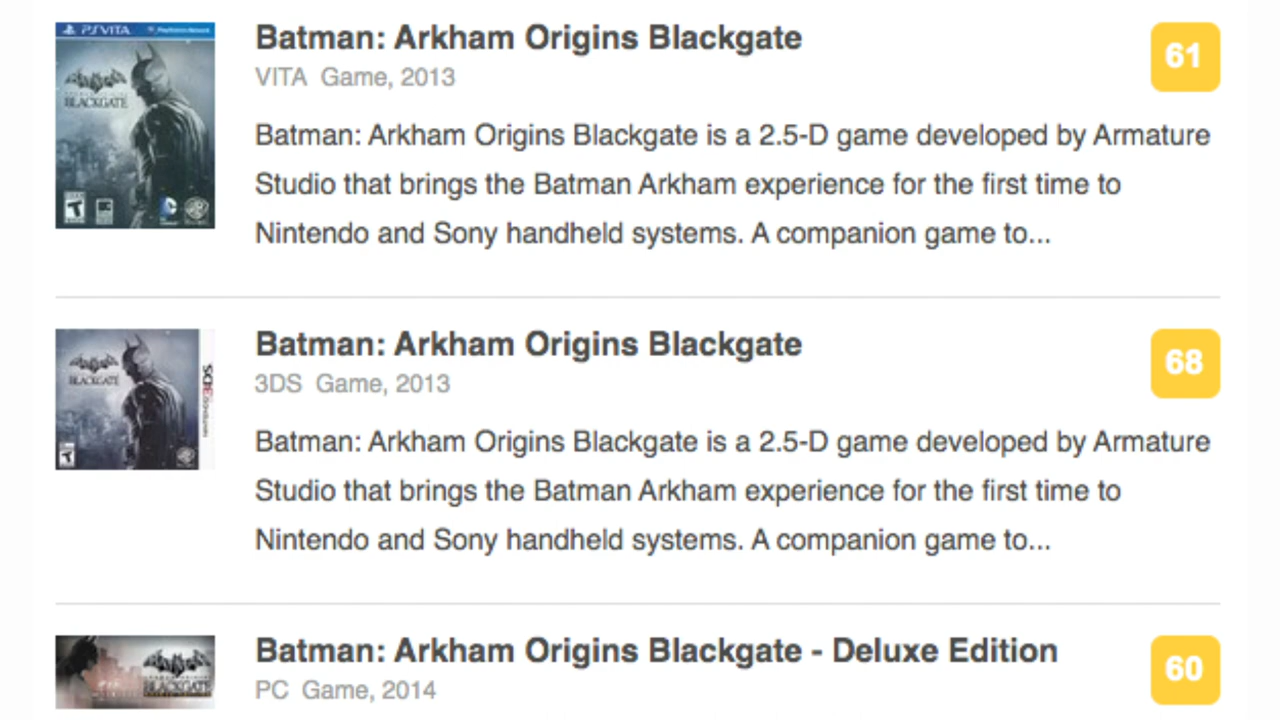 PSVITA
BLACKGATE
Batman: Arkham Origins Blackgate
61
VITA Game, 2013
Batman: Arkham Origins Blackgate is a 2.5-D game developed by Armature
Studio that brings the Batman Arkham experience for the first time to
Nintendo and Sony handheld systems. A companion game to...
BLACKGATE
Batman: Arkham Origins Blackgate
68
3DS Game, 2013
Batman: Arkham Origins Blackgate is a 2.5-D game developed by Armature
Studio that brings the Batman Arkham experience for the first time to
Nintendo and Sony handheld systems. A companion game to...
BLACKGATE
Batman: Arkham Origins Blackgate - Deluxe Edition
60
PC Game, 2014